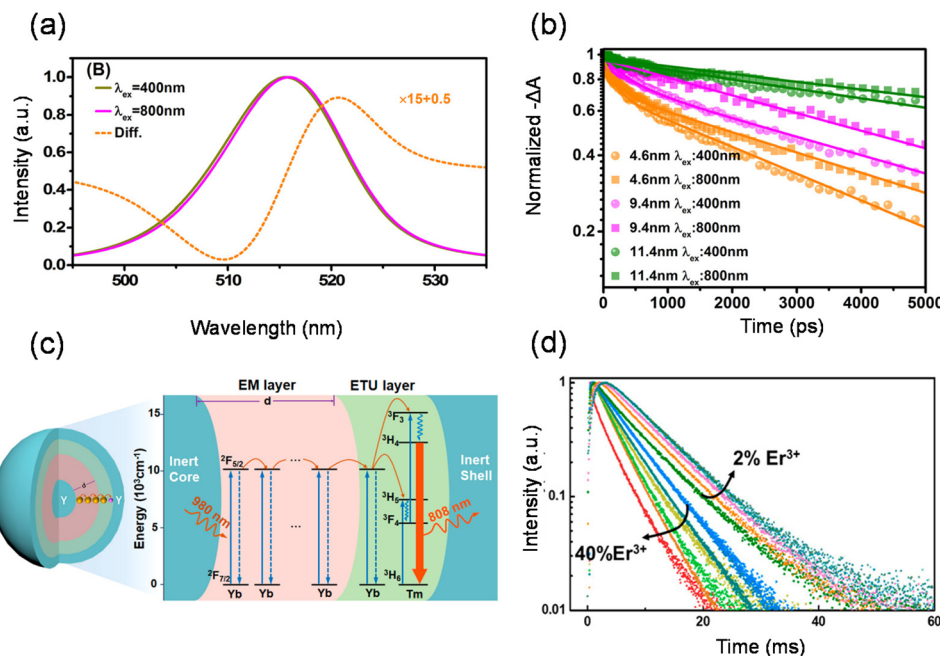 (a)
(B)
λex=400nm
λex=800nm
Diff.
×15+0.5
Intensity (a.u.)
1.0
0.8
0.6
0.4
0.2
0.0
500
510
520
530
Wavelength (nm)
(b)
Normalized -ΔA
1
0.8
0.6
0.4
0.2
4.6nm λex:400nm
4.6nm λex:800nm
9.4nm λex:400nm
9.4nm λex:800nm
11.4nm λex:400nm
11.4nm λex:800nm
0
1000
2000
3000
4000
5000
Time (ps)
(c)
EM layer
ETU layer
d
Y
δ
Y
Energy (10³cm⁻¹)
15
10
5
0
Inert
Core
980 nm
²F5/2
²F7/2
...
...
Yb
Yb
Yb
Yb
³F3
³H4
³H5
³F4
³H6
Tm
808 nm
Inert
Shell
(d)
Intensity (a.u.)
1
0.1
0.01
2% Er³⁺
40%Er³⁺
0
20
40
60
Time (ms)